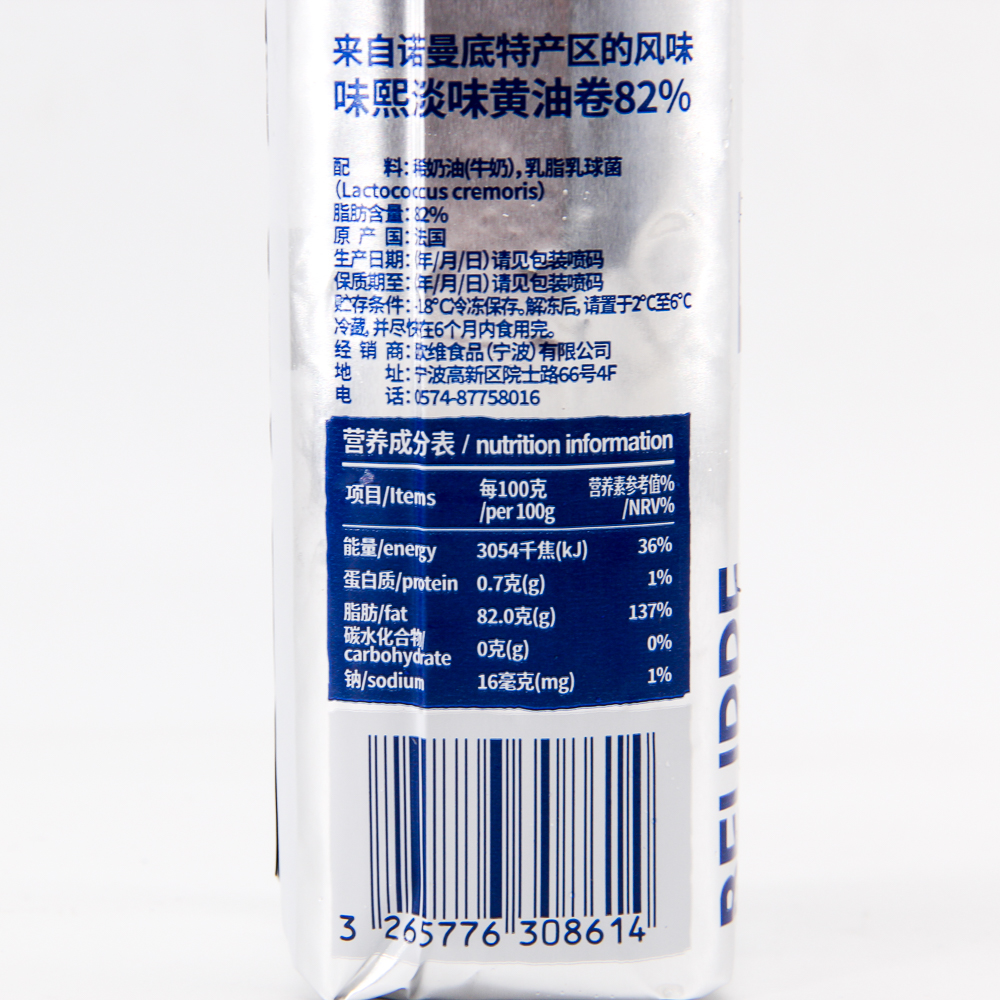 来自诺曼底特产区的风味
味熙淡味黄油卷82%
配 料：稀奶油(牛奶)，乳脂乳球菌
（Lactococcus cremoris）
脂肪含量：82%
原 产 国：法国
生产日期：(年/月/日)请见包装喷码
保质期至：(年/月/日)请见包装喷码
贮存条件：-18°C冷冻保存。解冻后，请置于2°C至6°C
冷藏，并尽快在6个月内食用完。
经 销 商：欧维食品（宁波）有限公司
地 址：宁波高新区院士路66号4F
电 话：0574-87758016
营养成分表 / nutrition information
项目/Items 每100克/per 100g 营养素参考值%/NRV%
能量/energy 3054千焦(kJ) 36%
蛋白质/protein 0.7克(g) 1%
脂肪/fat 82.0克(g) 137%
碳水化合物/carbohydrate 0克(g) 0%
钠/sodium 16毫克(mg) 1%
3 265776 308614